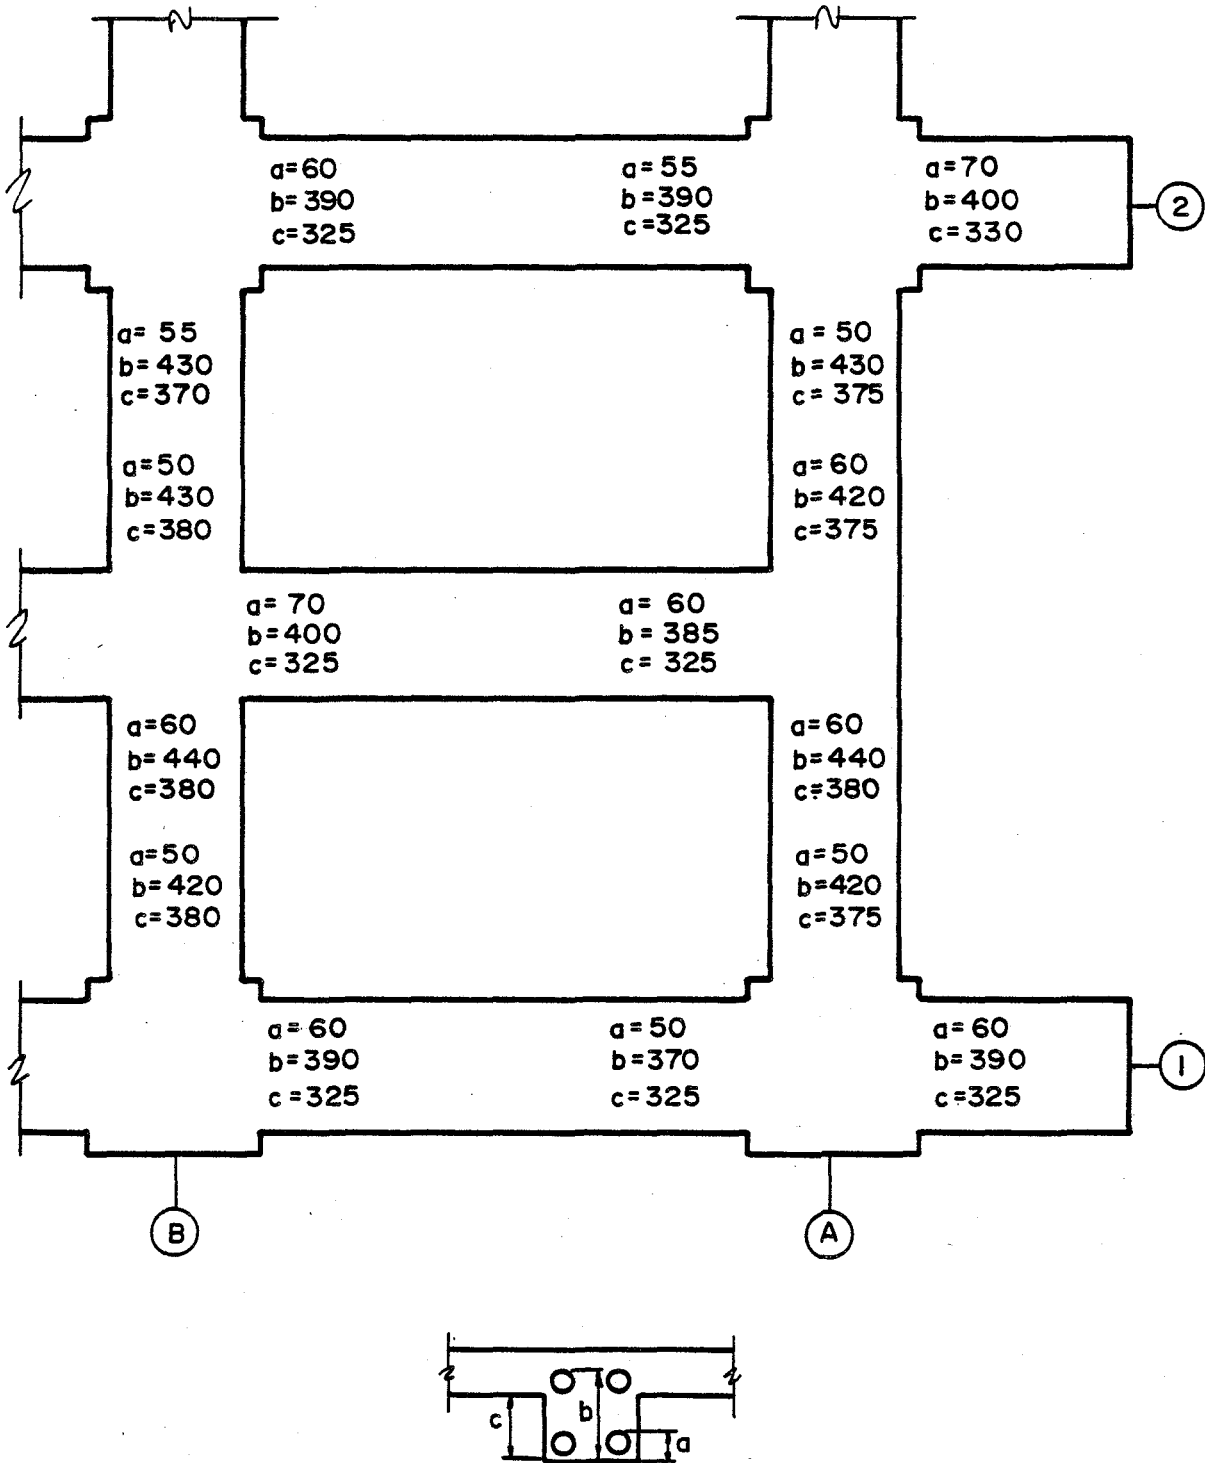 a=60
b=390
c=325
a=55
b=390
c=325
a=70
b=400
c=330
2
a= 55
b=430
c=370
a= 50
b=430
c= 375
a=50
b=430
c=380
a=60
b=420
c=375
a= 70
b=400
c=325
a= 60
b= 385
c= 325
a=60
b=440
c=380
a=60
b=440
c=380
a=50
b=420
c=380
a=50
b=420
c=375
a=60
b=390
c=325
a=50
b=370
c=325
a=60
b=390
c=325
1
B
A
c
b
a